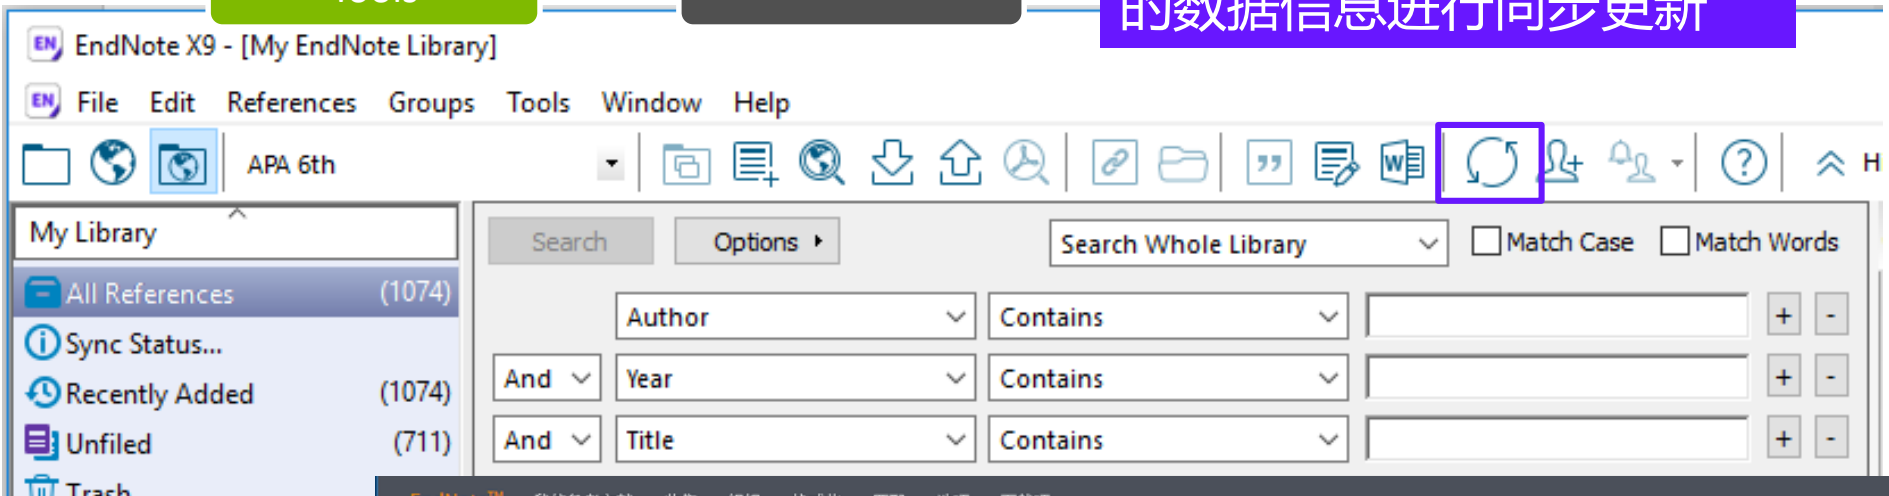 的数据信息进行同步更新
EndNote X9 - [My EndNote Library]
File Edit References Groups Tools Window Help
APA 6th
My Library
Search Options Search Whole Library Match Case Match Words
All References (1074)
Author Contains + -
Sync Status...
And Year Contains + -
Recently Added (1074)
And Title Contains + -
Unfiled (711)
Trash